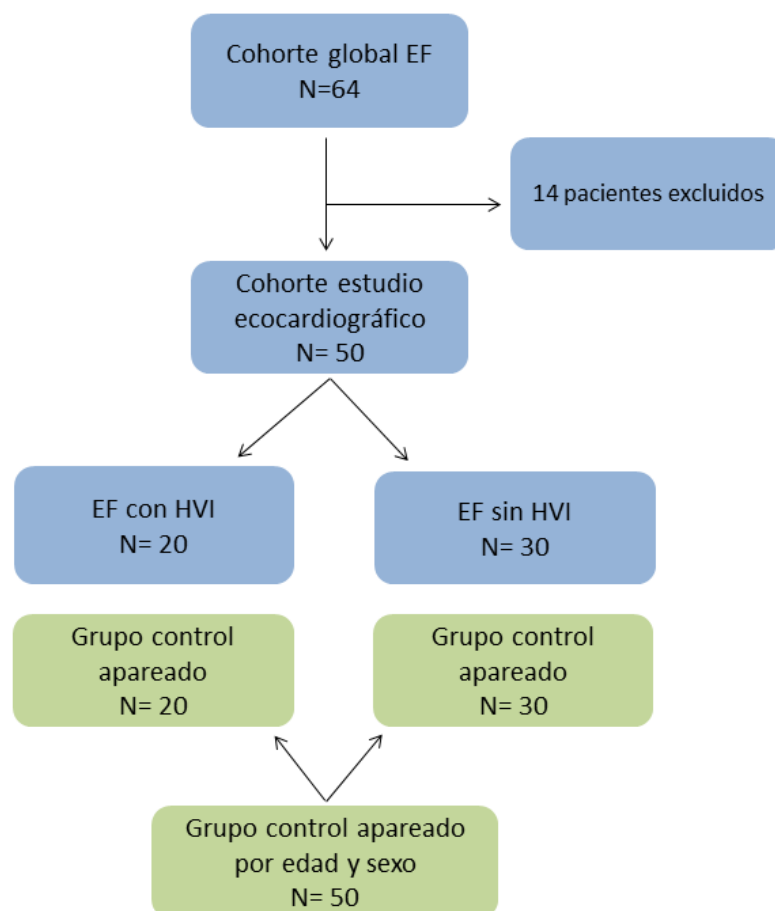 Cohorte global EF
N=64
14 pacientes excluidos
Cohorte estudio
ecocardiográfico
N= 50
EF con HVI
N= 20
EF sin HVI
N= 30
Grupo control
apareado
N= 20
Grupo control
apareado
N= 30
Grupo control apareado
por edad y sexo
N= 50